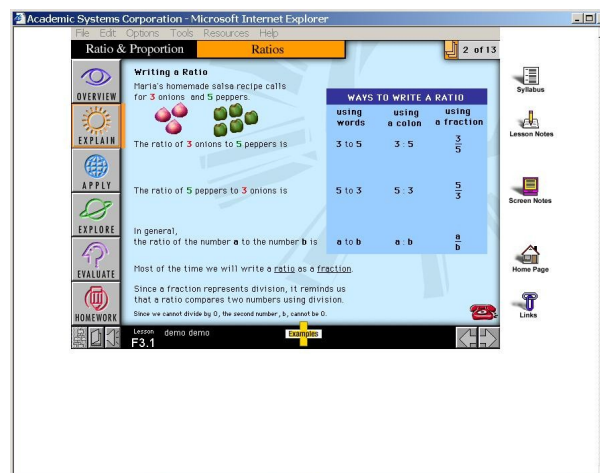 Academic Systems Corporation - Microsoft Internet Explorer
File Edit Options Tools Resources Help
Ratio & Proportion
Ratios
2 of 13
OVERVIEW
EXPLAIN
APPLY
EXPLORE
EVALUATE
HOMEWORK
Writing a Ratio
Maria's homemade salsa recipe calls
for 3 onions and 5 peppers.
The ratio of 3 onions to 5 peppers is
The ratio of 5 peppers to 3 onions is
In general,
the ratio of the number a to the number b is
WAYS TO WRITE A RATIO
using words
using a colon
using a fraction
3 to 5
3 : 5
3
5
5 to 3
5 : 3
5
3
a to b
a : b
a
b
Most of the time we will write a ratio as a fraction.
Since a fraction represents division, it reminds us
that a ratio compares two numbers using division.
Since we cannot divide by 0, the second number, b, cannot be 0.
Lesson
F3.1
demo demo
Examples
Syllabus
Lesson Notes
Screen Notes
Home Page
Links